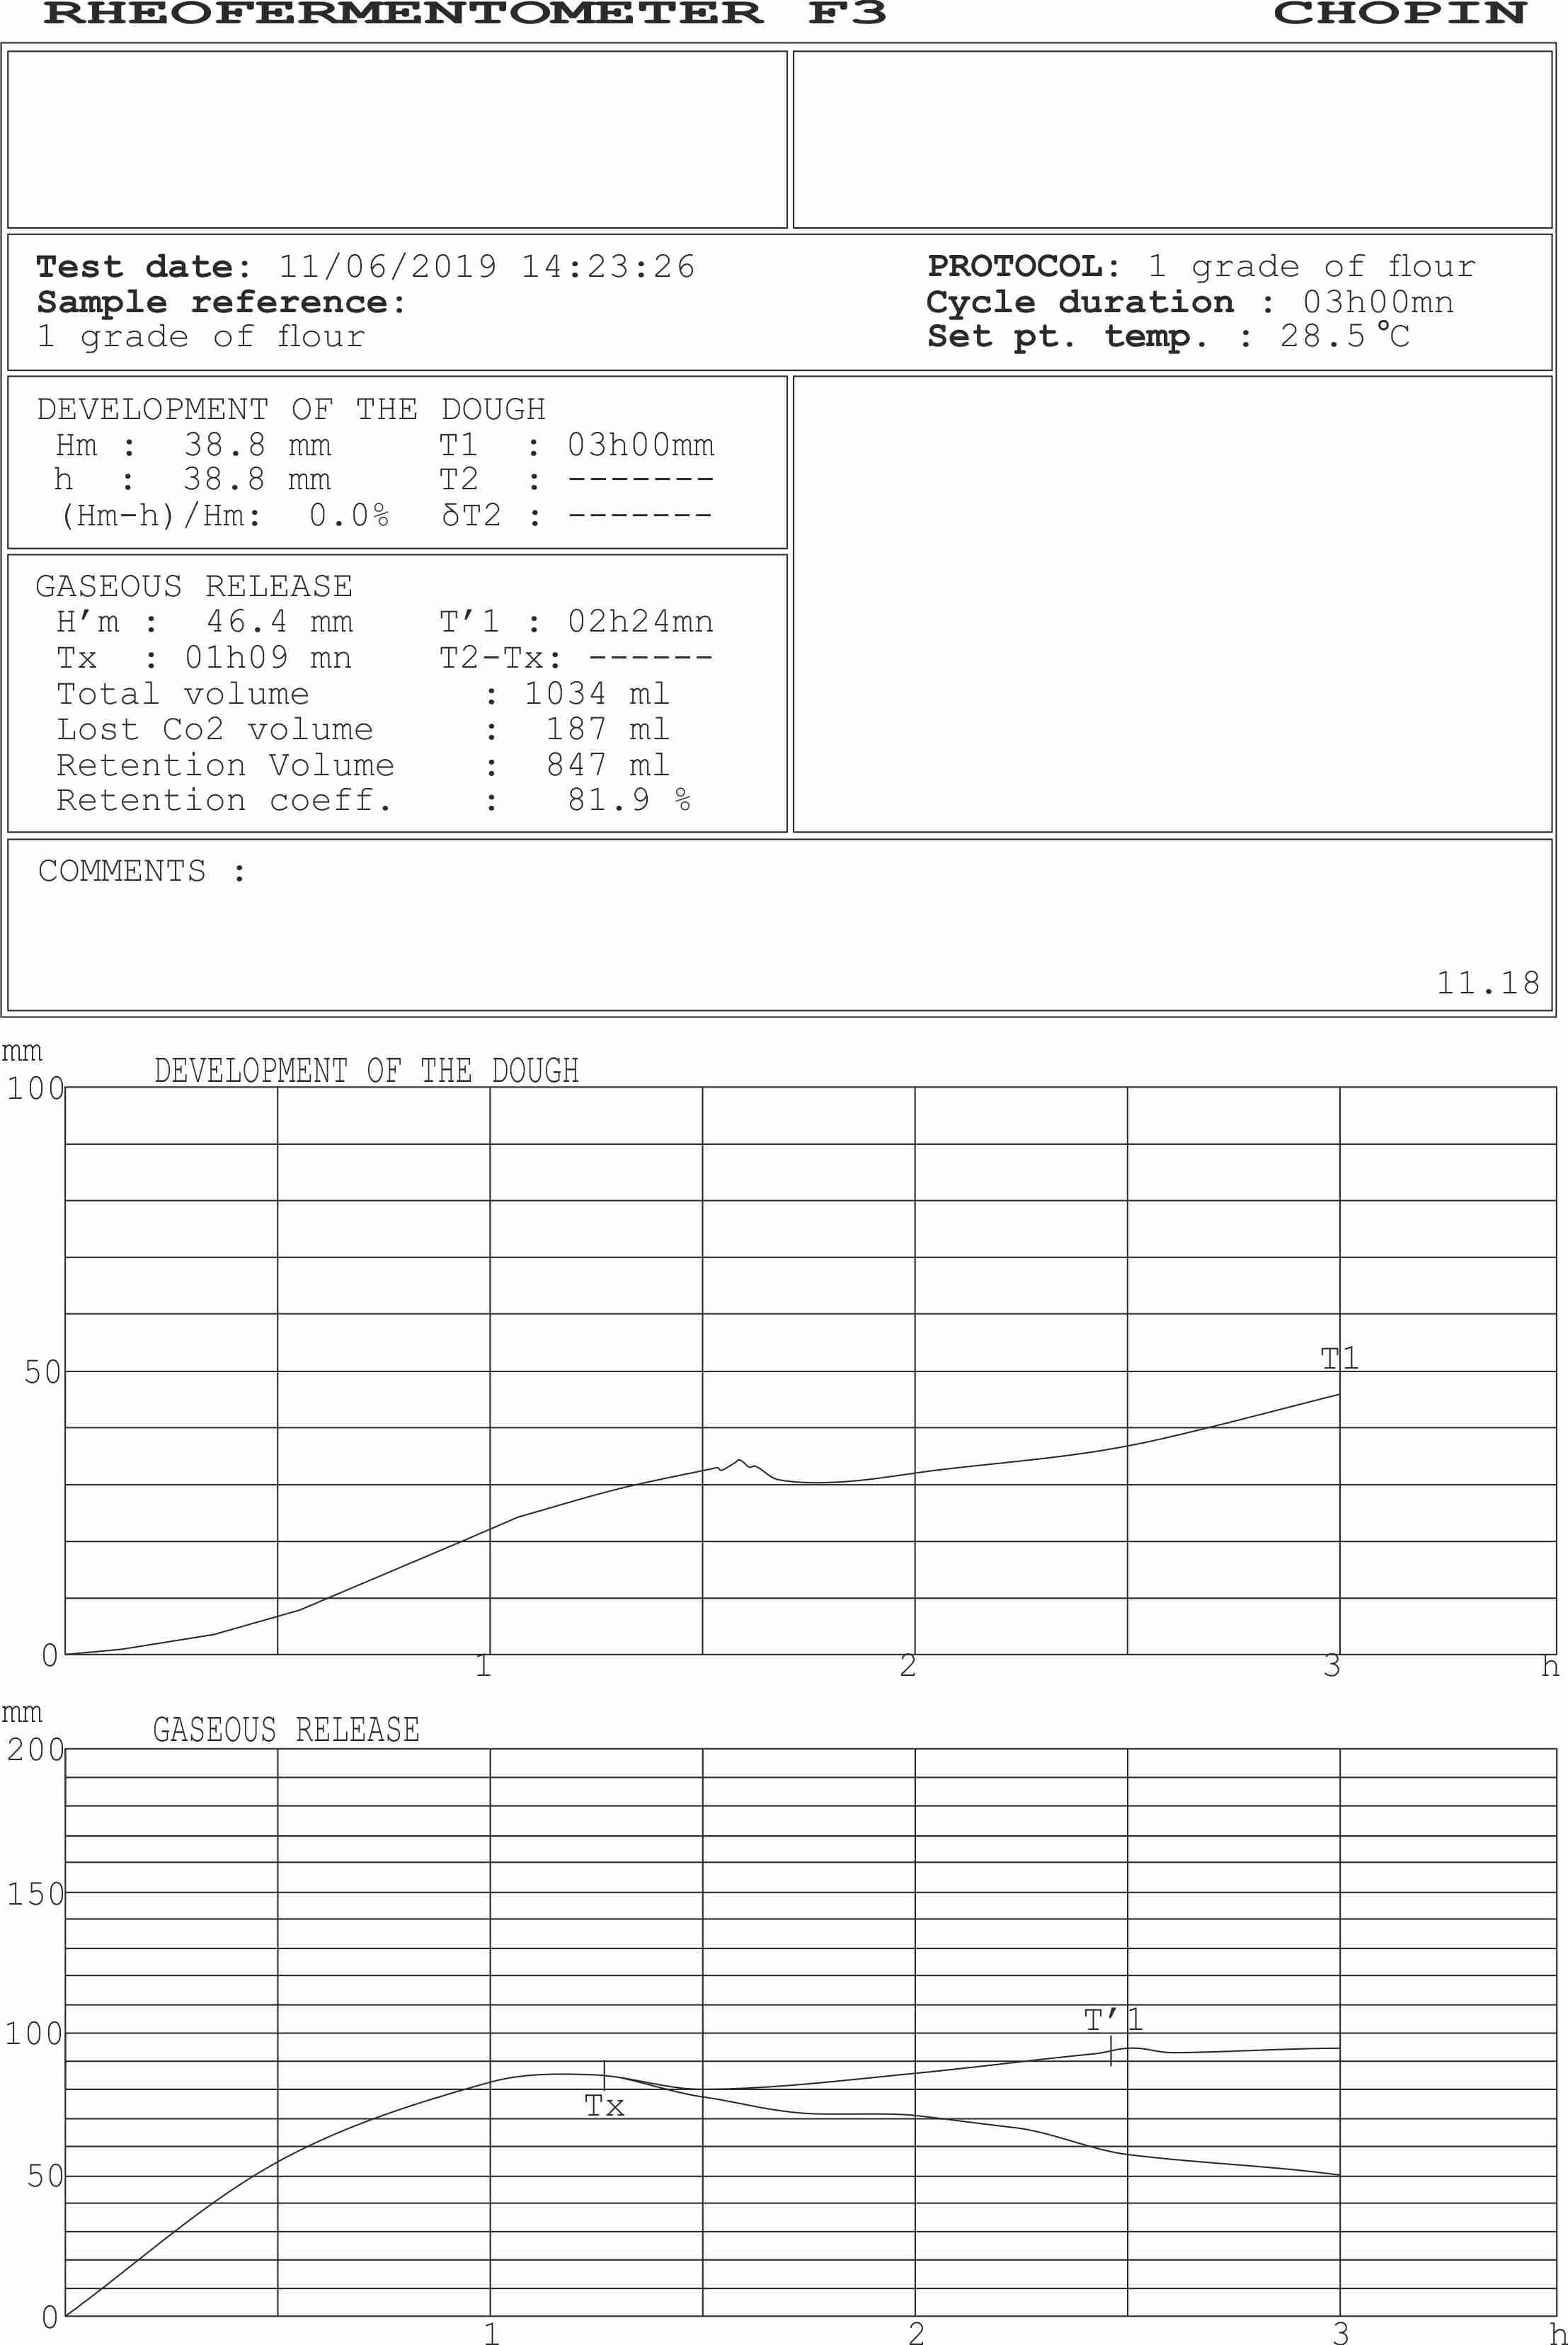 RHEOFERMENTOMETER F3 CHOPIN
Test date: 11/06/2019 14:23:26 PROTOCOL: 1 grade of flour
Sample reference: Cycle duration : 03h00mn
1 grade of flour Set pt. temp. : 28.5 °C
DEVELOPMENT OF THE DOUGH
Hm : 38.8 mm T1 : 03h00mm
h : 38.8 mm T2 : -------
(Hm-h)/Hm: 0.0% δT2 : -------
GASEOUS RELEASE
H′m : 46.4 mm T′1 : 02h24mn
Tx : 01h09 mn T2-Tx: ------
Total volume : 1034 ml
Lost Co2 volume : 187 ml
Retention Volume : 847 ml
Retention coeff. : 81.9 %
COMMENTS :
11.18
mm
DEVELOPMENT OF THE DOUGH
100
T1
50
0
1 2 3 h
mm
GASEOUS RELEASE
200
150
T′1
100
Tx
50
0
1 2 3 h